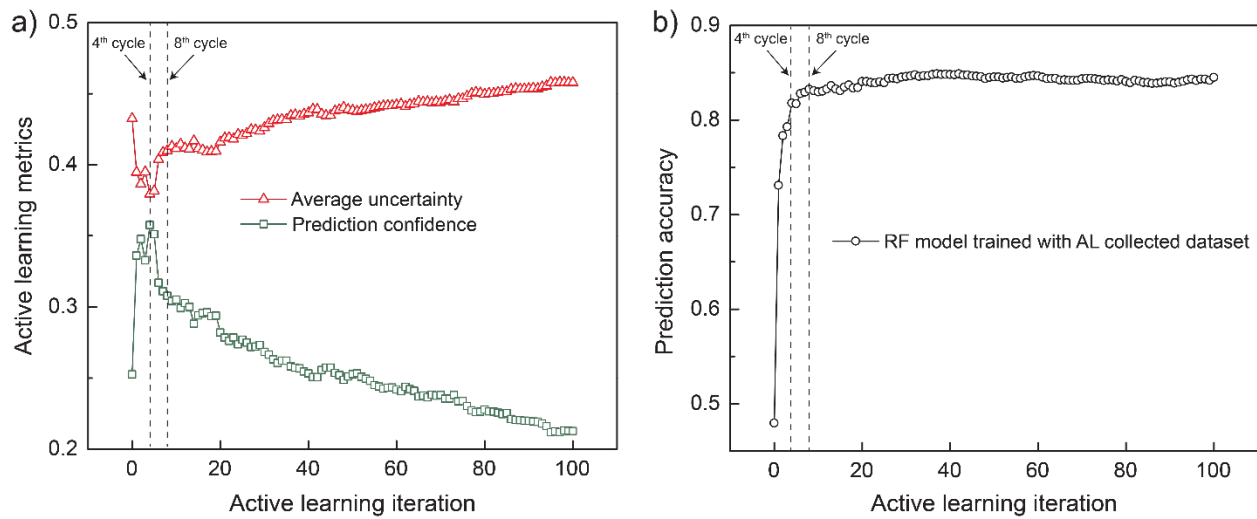 a)
0.5
0.4
0.3
0.2
Active learning metrics
4th cycle
8th cycle
Average uncertainty
Prediction confidence
0 20 40 60 80 100
Active learning iteration
b)
0.9
0.8
0.7
0.6
0.5
Prediction accuracy
4th cycle
8th cycle
RF model trained with AL collected dataset
0 20 40 60 80 100
Active learning iteration